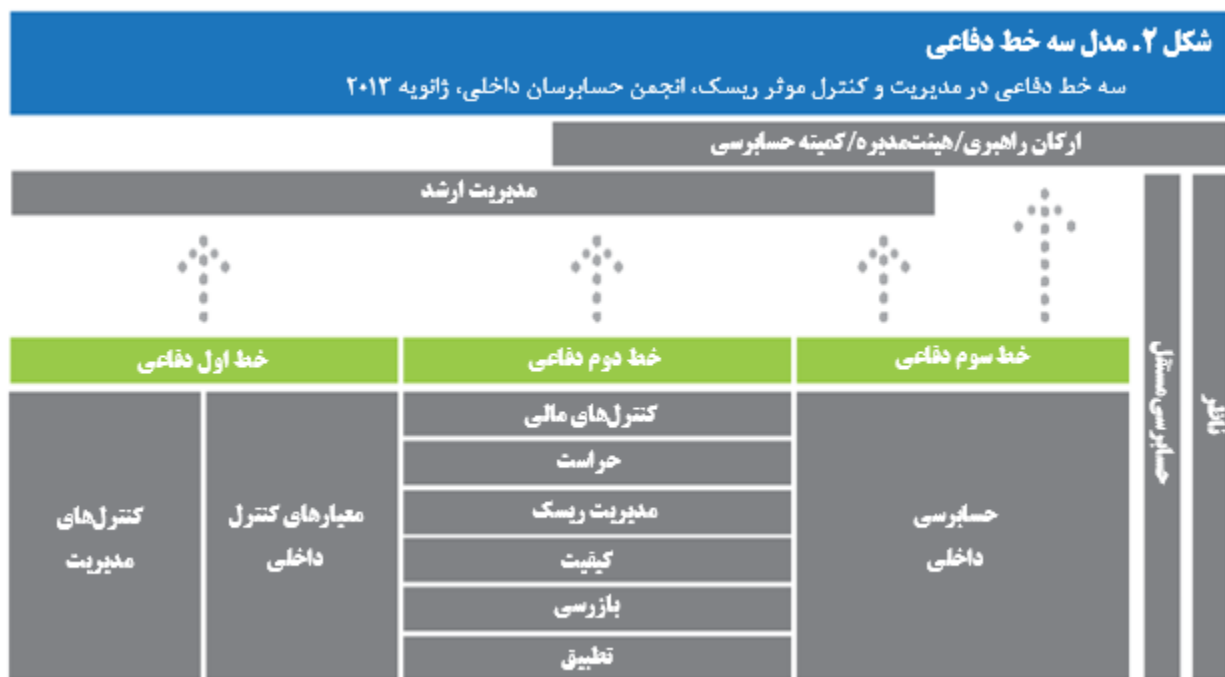 شکل ۲. مدل سه خط دفاعی
سه خط دفاعی در مدیریت و کنترل موثر ریسک، انجمن حسابرسان داخلی، ژانویه ۲۰۱۳
ارکان راهبری/هیئت‌مدیره/کمیته حسابرسی
مدیریت ارشد
خط اول دفاعی
کنترل‌های
مدیریت
معیارهای کنترل
داخلی
خط دوم دفاعی
کنترل‌های مالی
حراست
مدیریت ریسک
کیفیت
بازرسی
تطبیق
خط سوم دفاعی
حسابرسی
داخلی
حسابرسی مستقل
ناظر